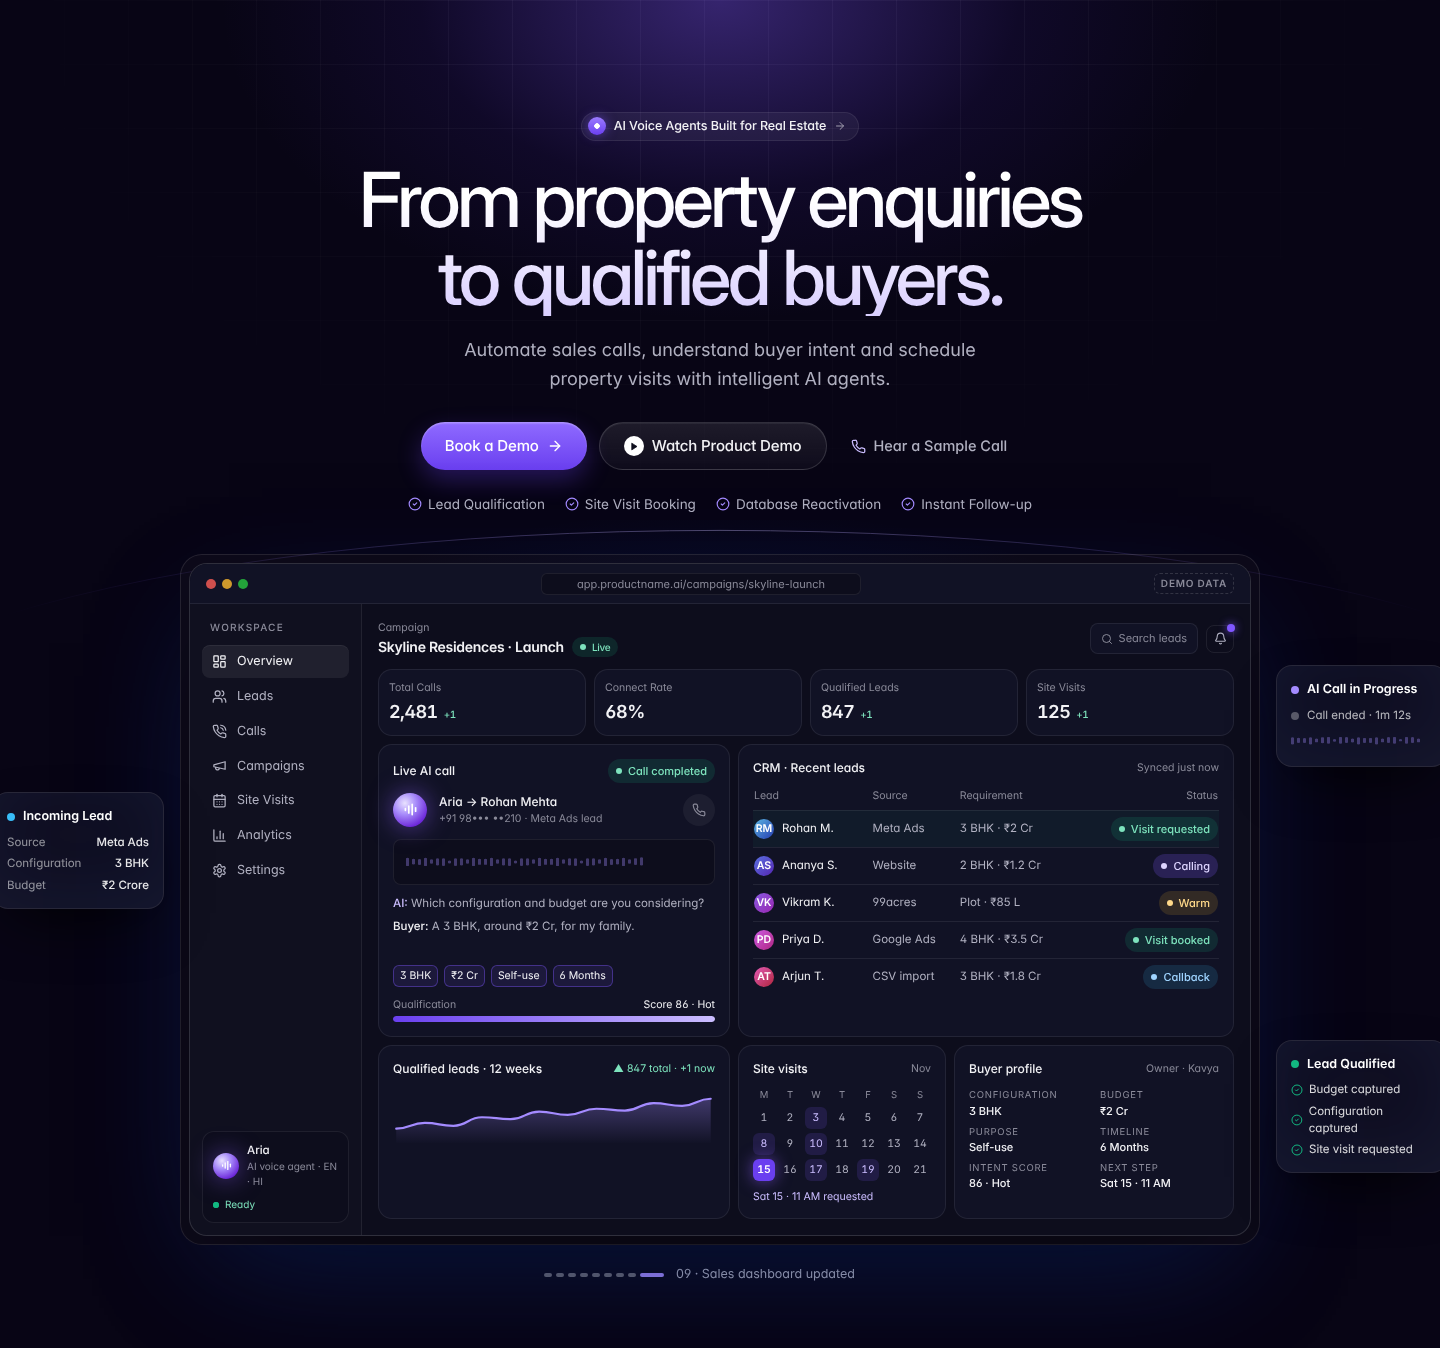 AI Voice Agents Built for Real Estate →
From property enquiries
to qualified buyers.
Automate sales calls, understand buyer intent and schedule
property visits with intelligent AI agents.
Book a Demo →
Watch Product Demo
Hear a Sample Call
Lead Qualification
Site Visit Booking
Database Reactivation
Instant Follow-up
app.productname.ai/campaigns/skyline-launch
DEMO DATA
WORKSPACE
Overview
Leads
Calls
Campaigns
Site Visits
Analytics
Settings
Aria
AI voice agent · EN
· HI
Ready
Campaign
Skyline Residences · Launch
Live
Search leads
Total Calls
2,481 +1
Connect Rate
68%
Qualified Leads
847 +1
Site Visits
125 +1
Live AI call
Call completed
Aria → Rohan Mehta
+91 98••• ••210 · Meta Ads lead
AI: Which configuration and budget are you considering?
Buyer: A 3 BHK, around ₹2 Cr, for my family.
3 BHK
₹2 Cr
Self-use
6 Months
Qualification
Score 86 · Hot
CRM · Recent leads
Synced just now
Lead Source Requirement Status
RM Rohan M. Meta Ads 3 BHK · ₹2 Cr Visit requested
AS Ananya S. Website 2 BHK · ₹1.2 Cr Calling
VK Vikram K. 99acres Plot · ₹85 L Warm
PD Priya D. Google Ads 4 BHK · ₹3.5 Cr Visit booked
AT Arjun T. CSV import 3 BHK · ₹1.8 Cr Callback
Qualified leads · 12 weeks
▲ 847 total · +1 now
Site visits
Nov
M T W T F S S
1 2 3 4 5 6 7
8 9 10 11 12 13 14
15 16 17 18 19 20 21
Sat 15 · 11 AM requested
Buyer profile
Owner · Kavya
CONFIGURATION BUDGET
3 BHK ₹2 Cr
PURPOSE TIMELINE
Self-use 6 Months
INTENT SCORE NEXT STEP
86 · Hot Sat 15 · 11 AM
Incoming Lead
Source Meta Ads
Configuration 3 BHK
Budget ₹2 Crore
AI Call in Progress
Call ended · 1m 12s
Lead Qualified
Budget captured
Configuration
captured
Site visit requested
09 · Sales dashboard updated